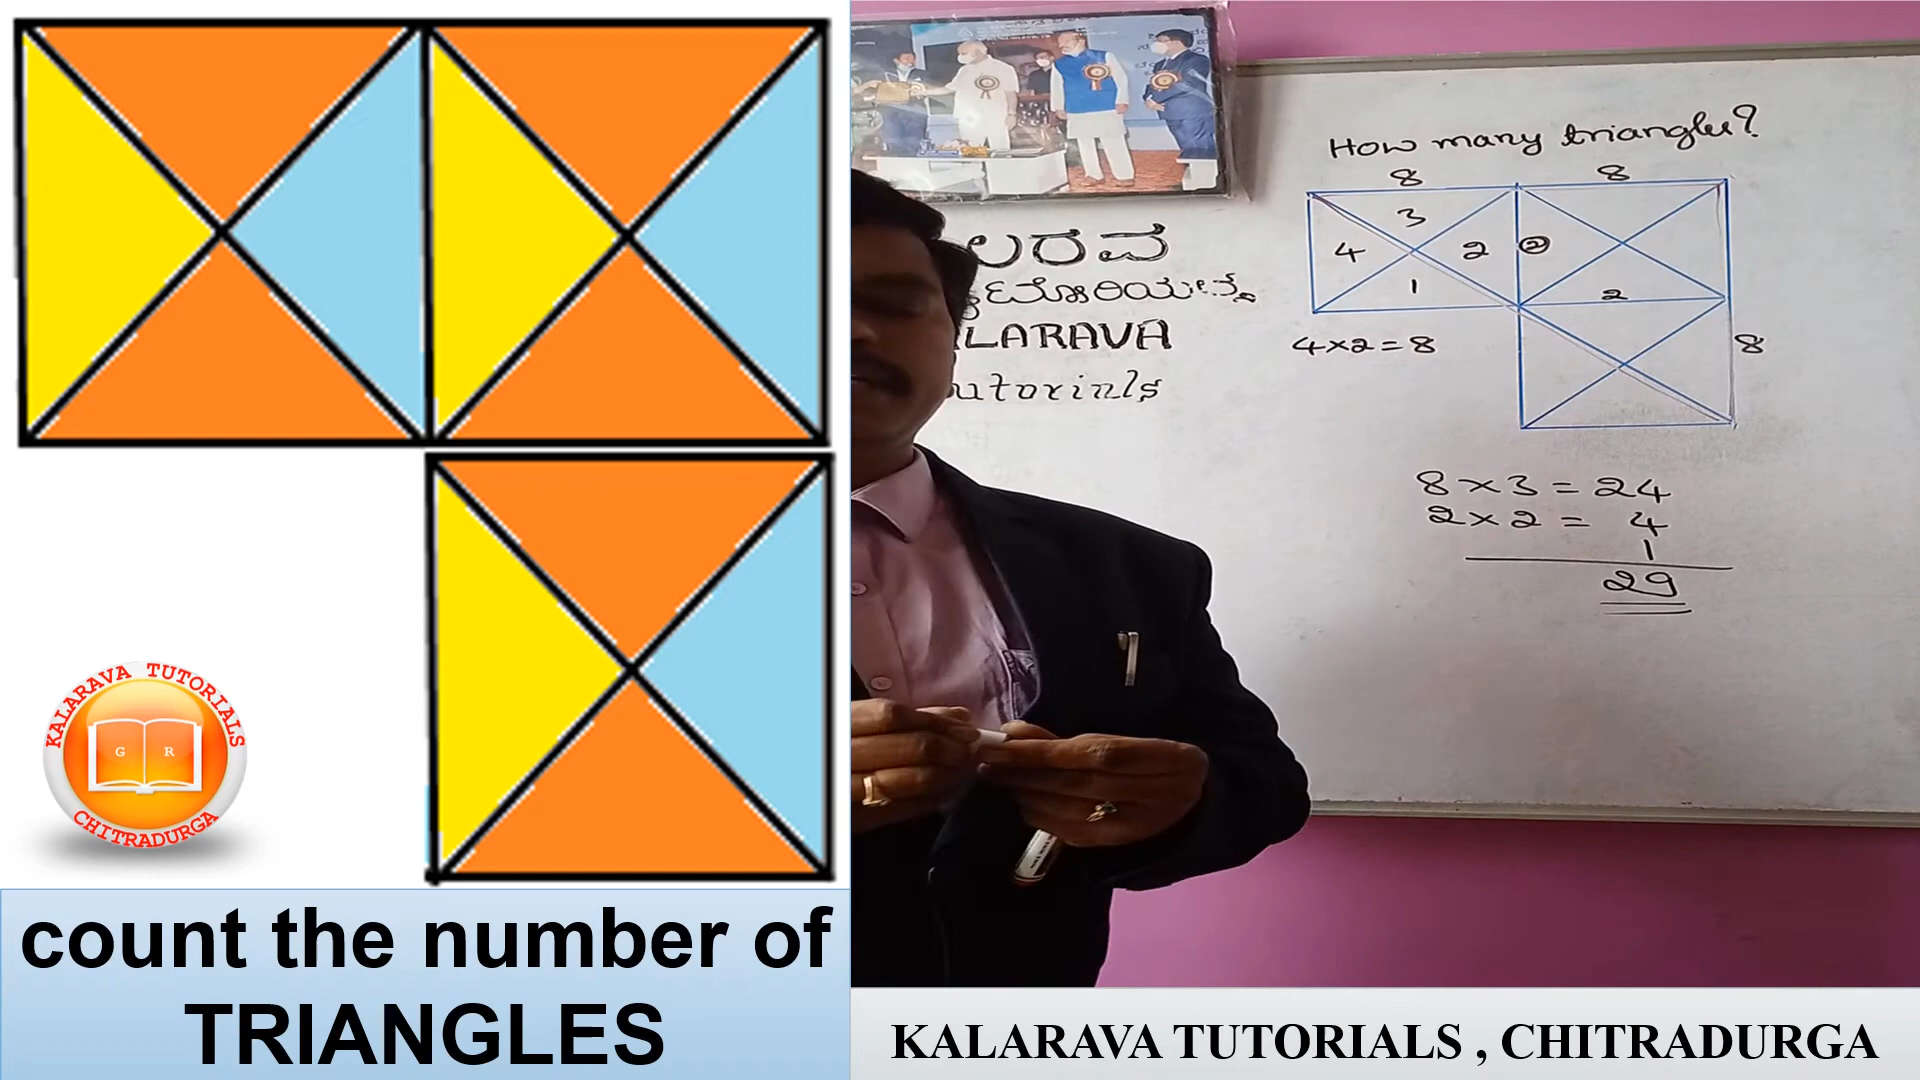 KALARAVA TUTORIALS
G R
CHITRADURGA
count the number of
TRIANGLES
ಲರವ
LARAVA
utorials
How many triangles?
8 8
3
4 2 2
1 2
4×2=8 8
8×3=24
2×2= 4
1
29
KALARAVA TUTORIALS , CHITRADURGA